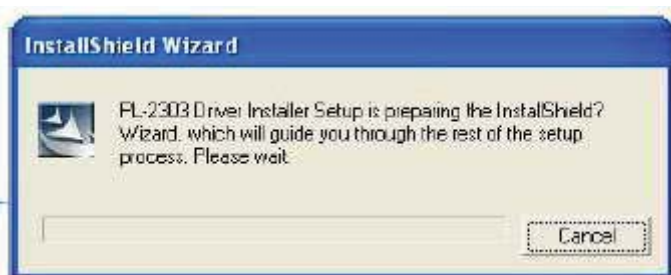 InstallShield Wizard
PL-2303 Driver Installer Setup is preparing the InstallShield?
Wizard, which will guide you through the rest of the setup
process. Please wait.
Cancel